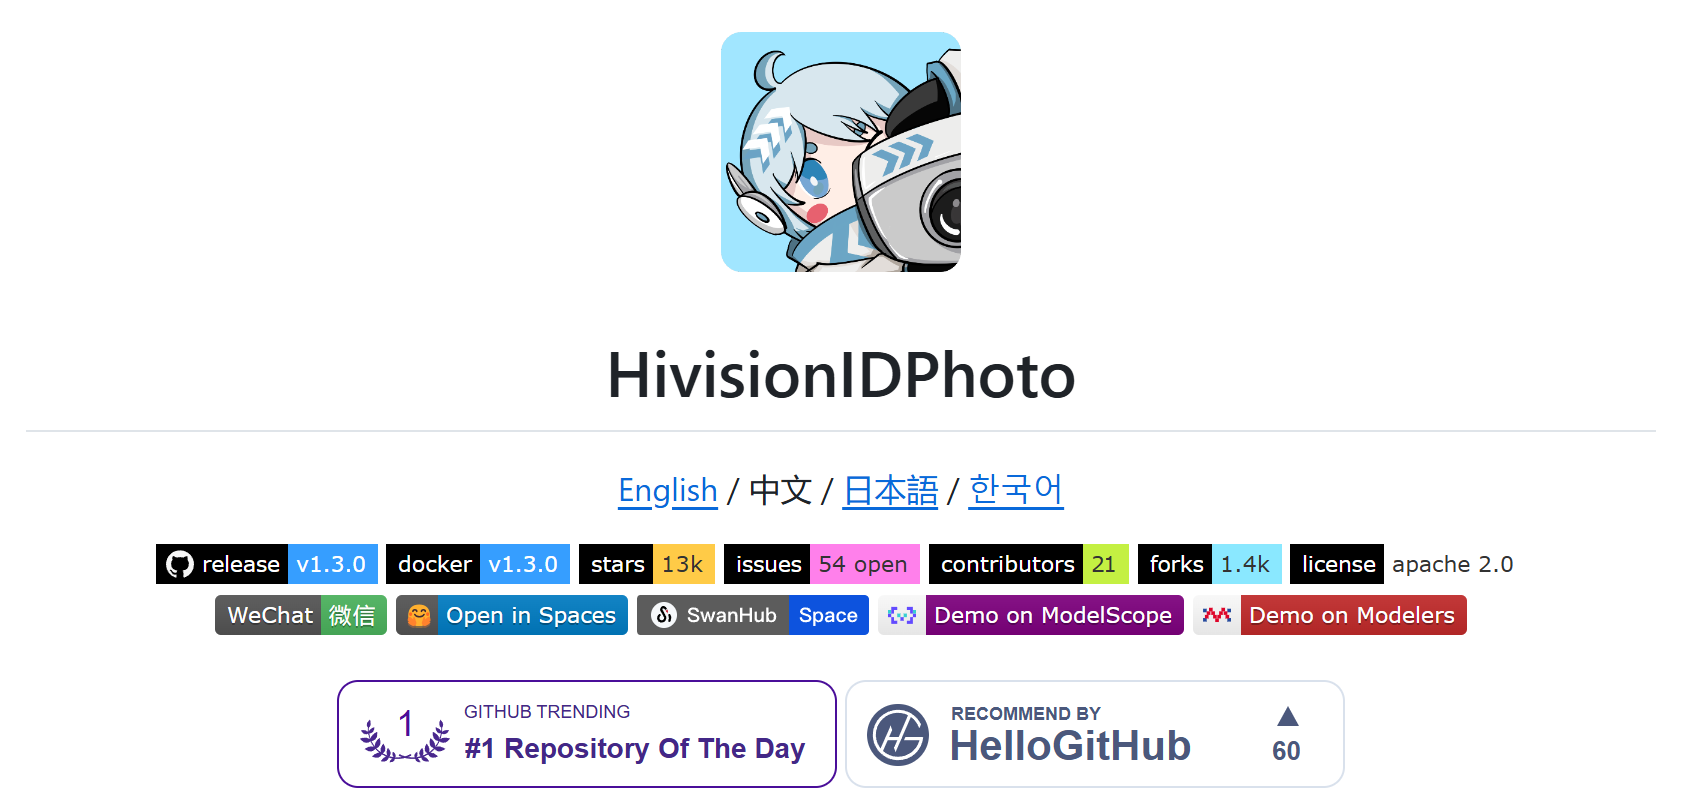 HivisionIDPhoto
English / 中文 / 日本語 / 한국어
release v1.3.0 docker v1.3.0 stars 13k issues 54 open contributors 21 forks 1.4k license apache 2.0
WeChat 微信 Open in Spaces SwanHub Space Demo on ModelScope Demo on Modelers
1 GITHUB TRENDING
#1 Repository Of The Day
RECOMMEND BY
HelloGitHub
▲
60